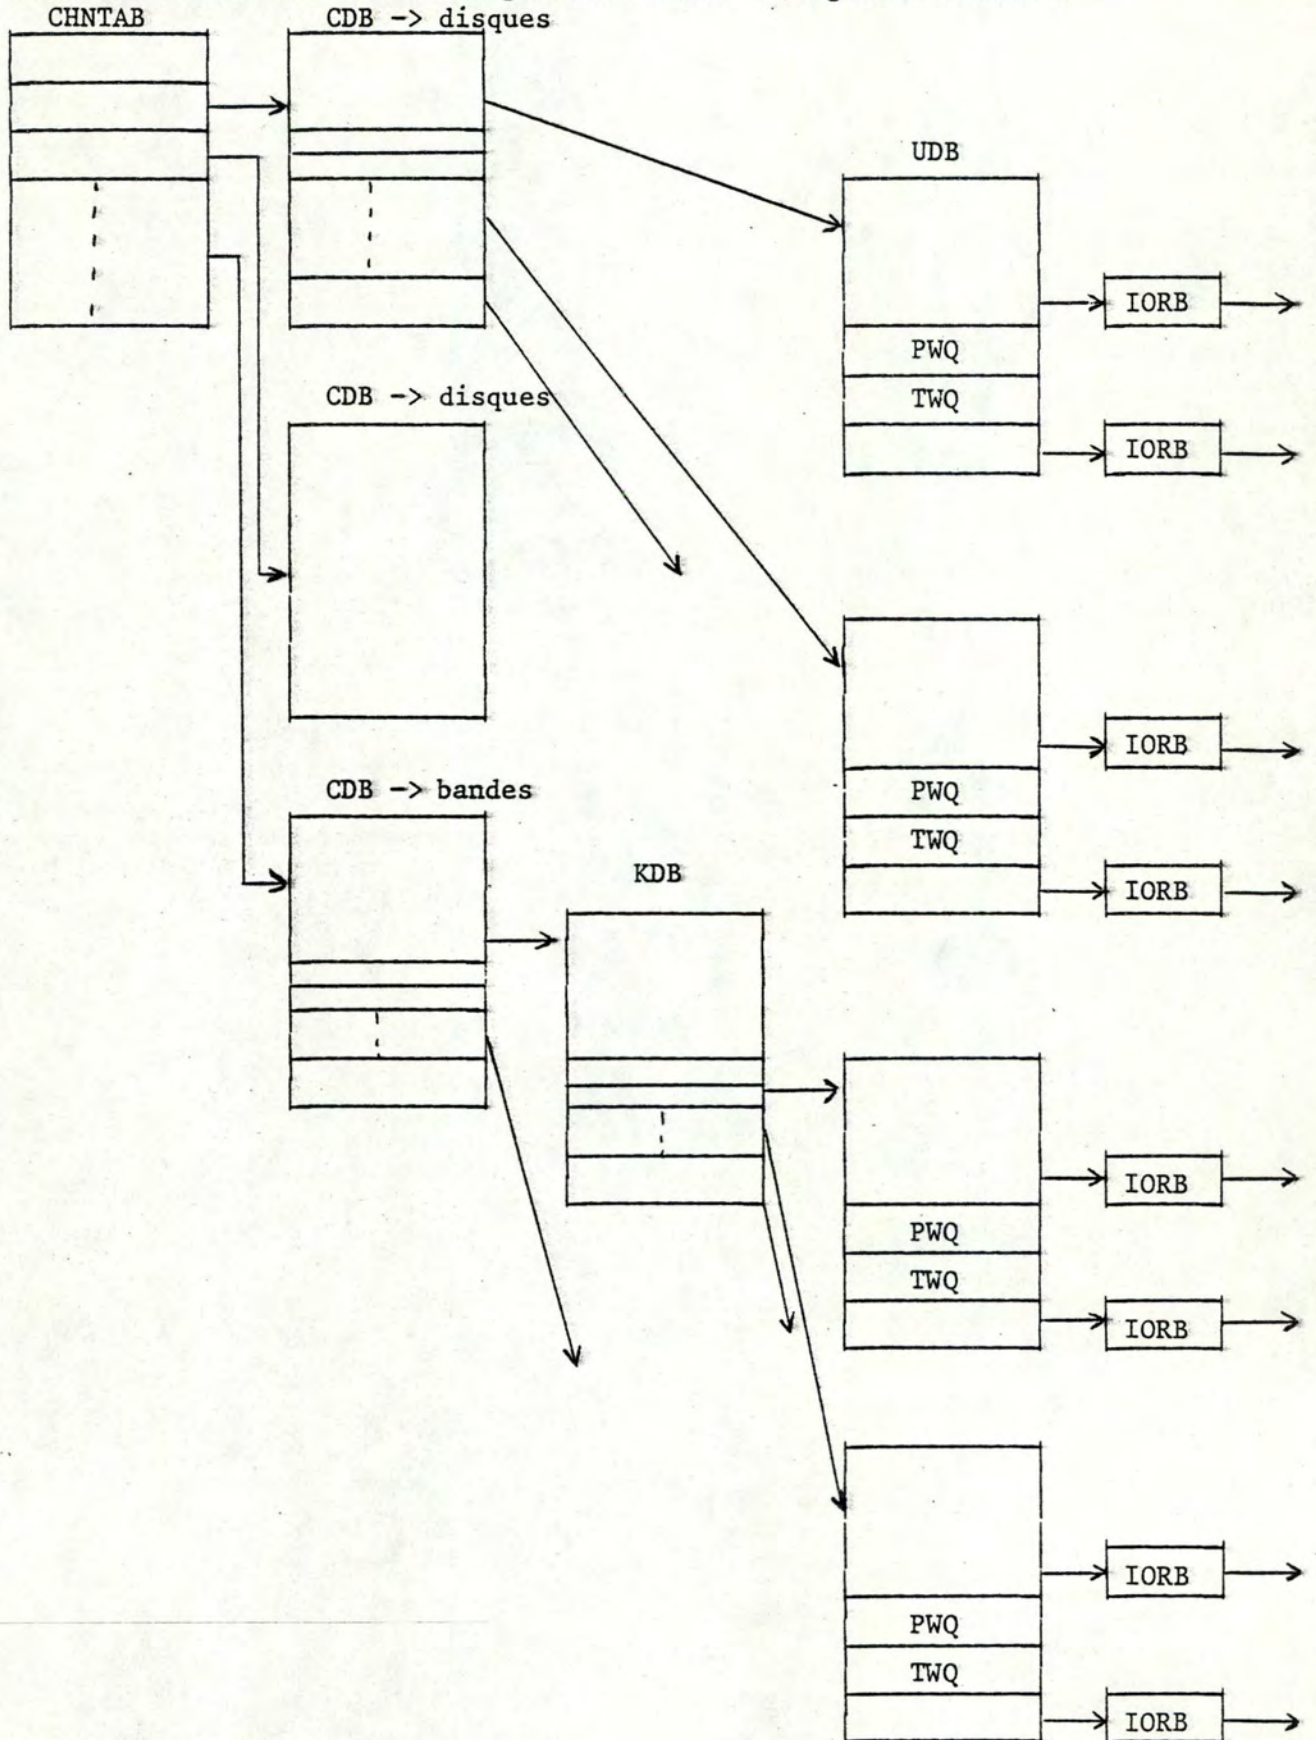 CHNTAB
CDB -> disques
UDB
IORB
PWQ
CDB -> disques
TWQ
IORB
IORB
CDB -> bandes
PWQ
TWQ
KDB
IORB
IORB
PWQ
TWQ
IORB
IORB
PWQ
TWQ
IORB